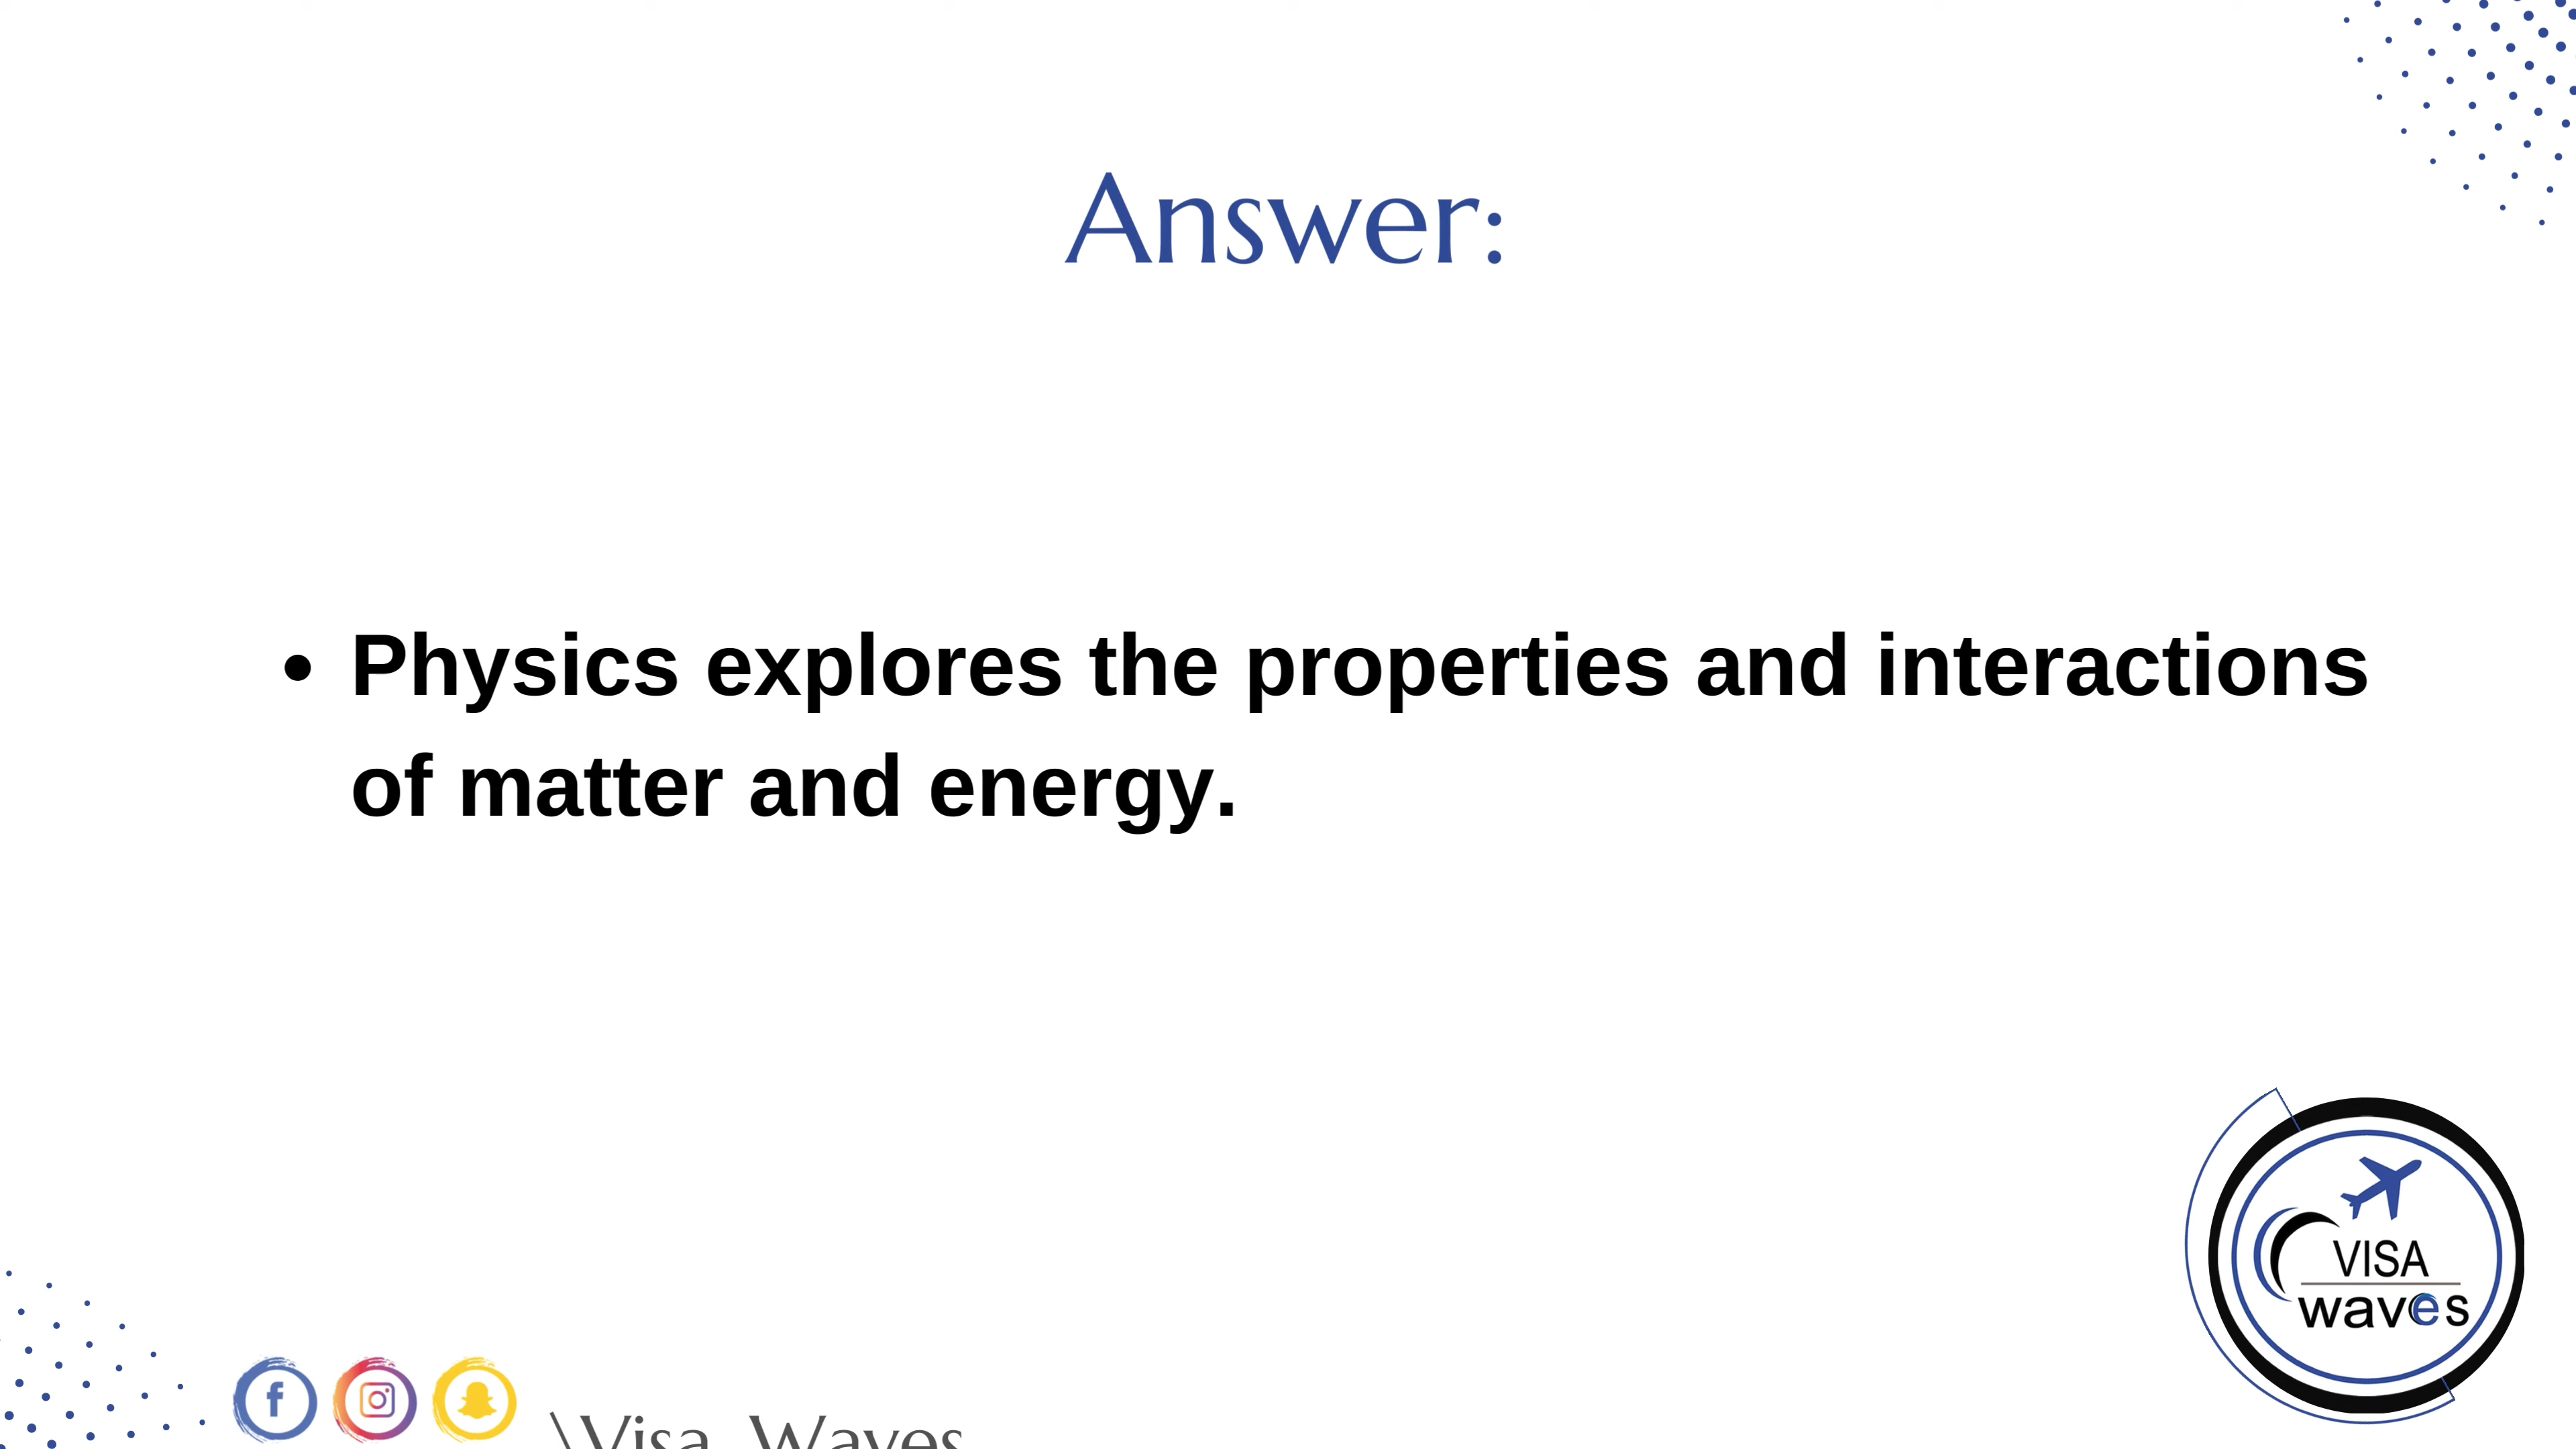 Answer:
• Physics explores the properties and interactions
of matter and energy.
VISA
waves
\Visa Waves